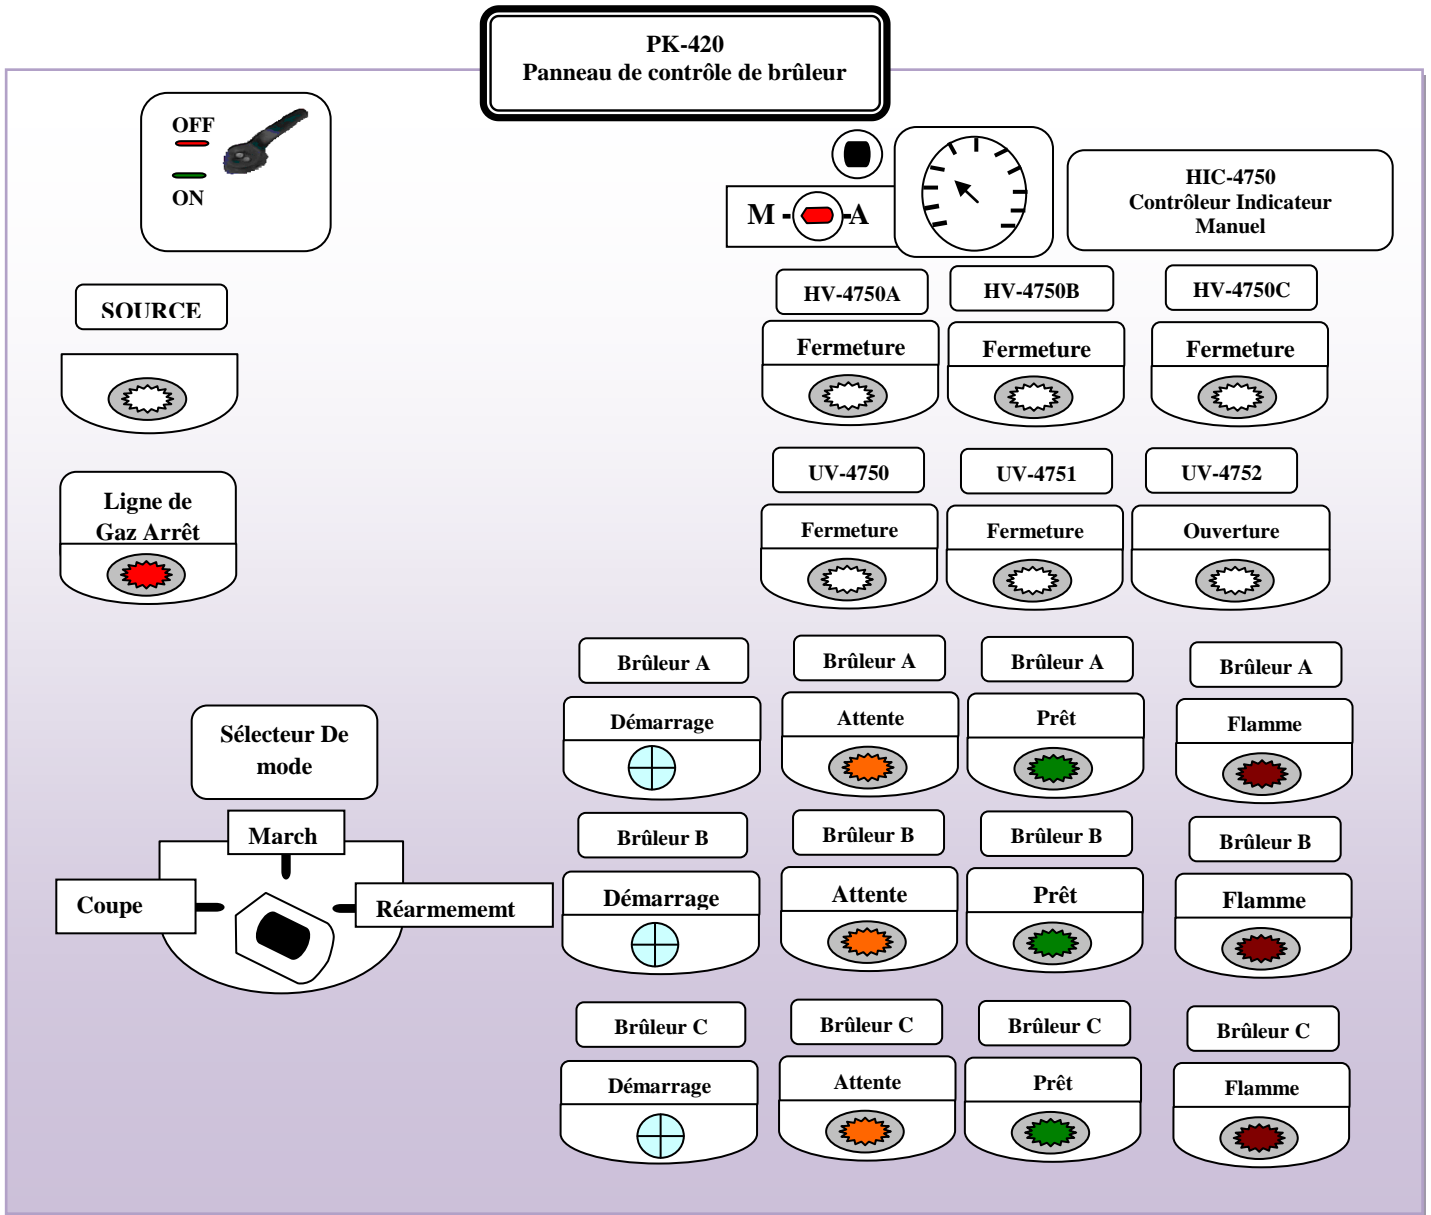 PK-420
Panneau de contrôle de brûleur
OFF
ON
M - -A
HIC-4750
Contrôleur Indicateur
Manuel
SOURCE
HV-4750A
HV-4750B
HV-4750C
Fermeture
Fermeture
Fermeture
Ligne de
Gaz Arrêt
UV-4750
UV-4751
UV-4752
Fermeture
Fermeture
Ouverture
Brûleur A
Brûleur A
Brûleur A
Brûleur A
Démarrage
Attente
Prêt
Flamme
Sélecteur De
mode
March
Coupe
Réarmememt
Brûleur B
Brûleur B
Brûleur B
Brûleur B
Démarrage
Attente
Prêt
Flamme
Brûleur C
Brûleur C
Brûleur C
Brûleur C
Démarrage
Attente
Prêt
Flamme